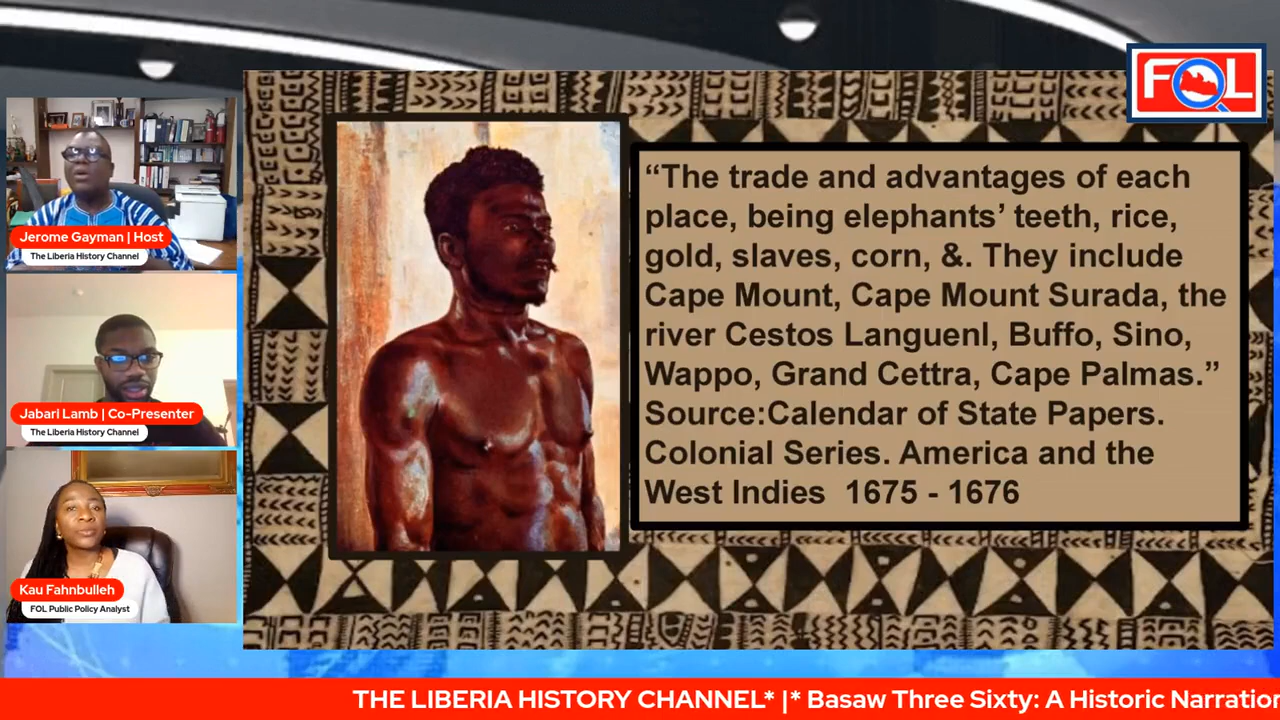 FOL
Jerome Gayman | Host
The Liberia History Channel
Jabari Lamb | Co-Presenter
The Liberia History Channel
Kau Fahnbulleh
FOL Public Policy Analyst
“The trade and advantages of each
place, being elephants’ teeth, rice,
gold, slaves, corn, &. They include
Cape Mount, Cape Mount Surada, the
river Cestos Languenl, Buffo, Sino,
Wappo, Grand Cettra, Cape Palmas.”
Source:Calendar of State Papers.
Colonial Series. America and the
West Indies 1675 - 1676
THE LIBERIA HISTORY CHANNEL* |* Basaw Three Sixty: A Historic Narration